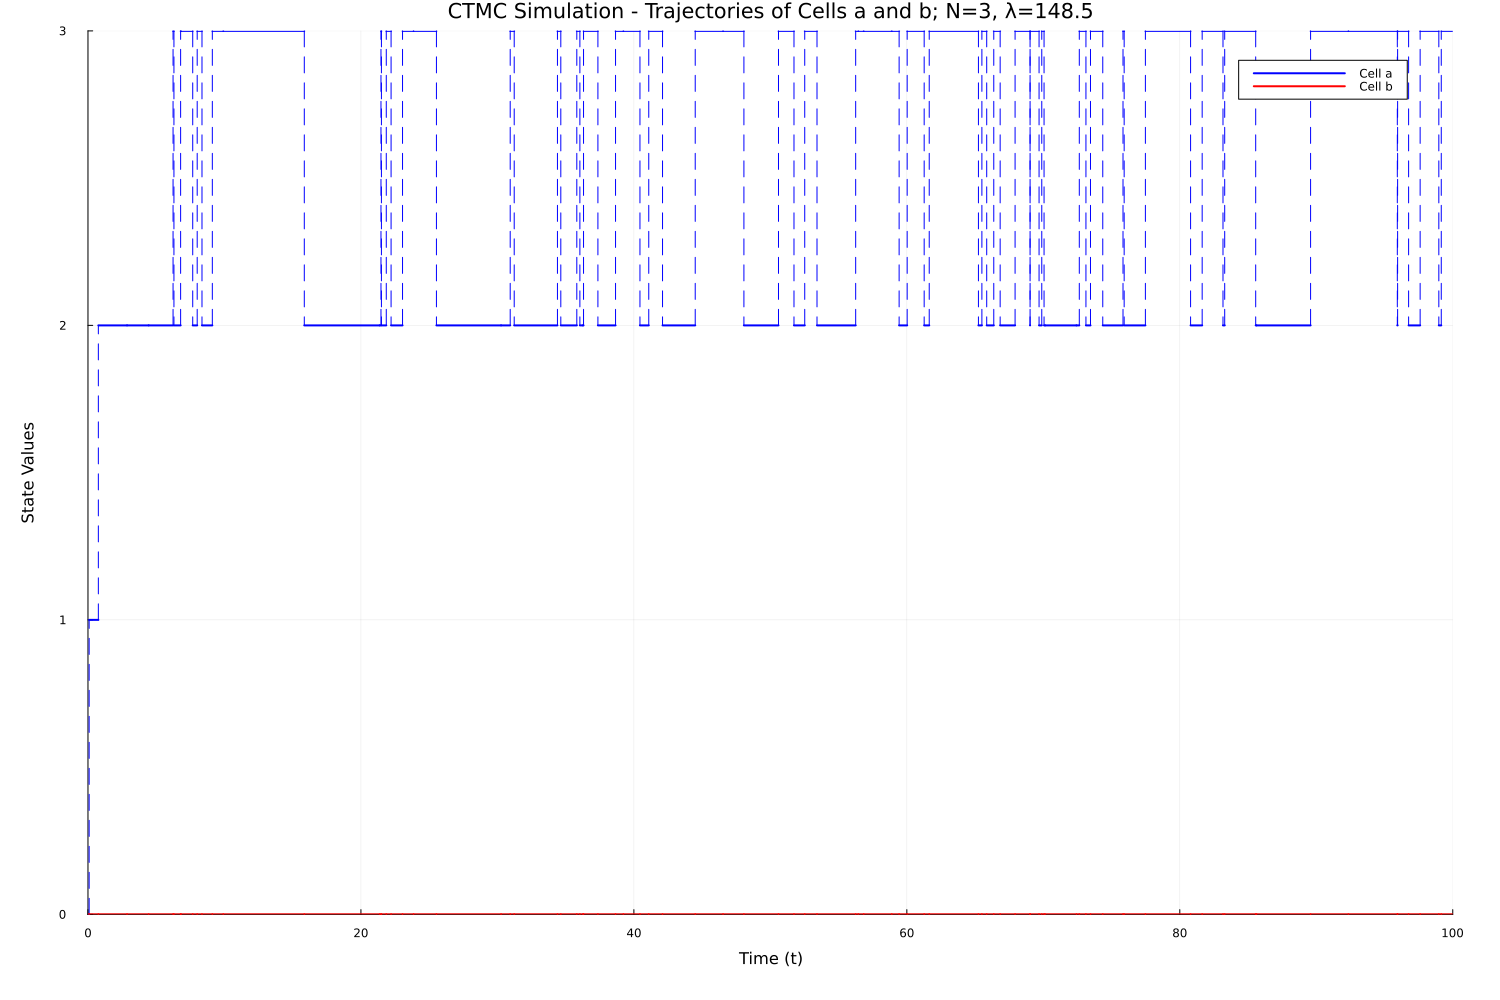 CTMC Simulation - Trajectories of Cells a and b; N=3, λ=148.5
3
Cell a
Cell b
2
State Values
1
0
0 20 40 60 80 100
Time (t)